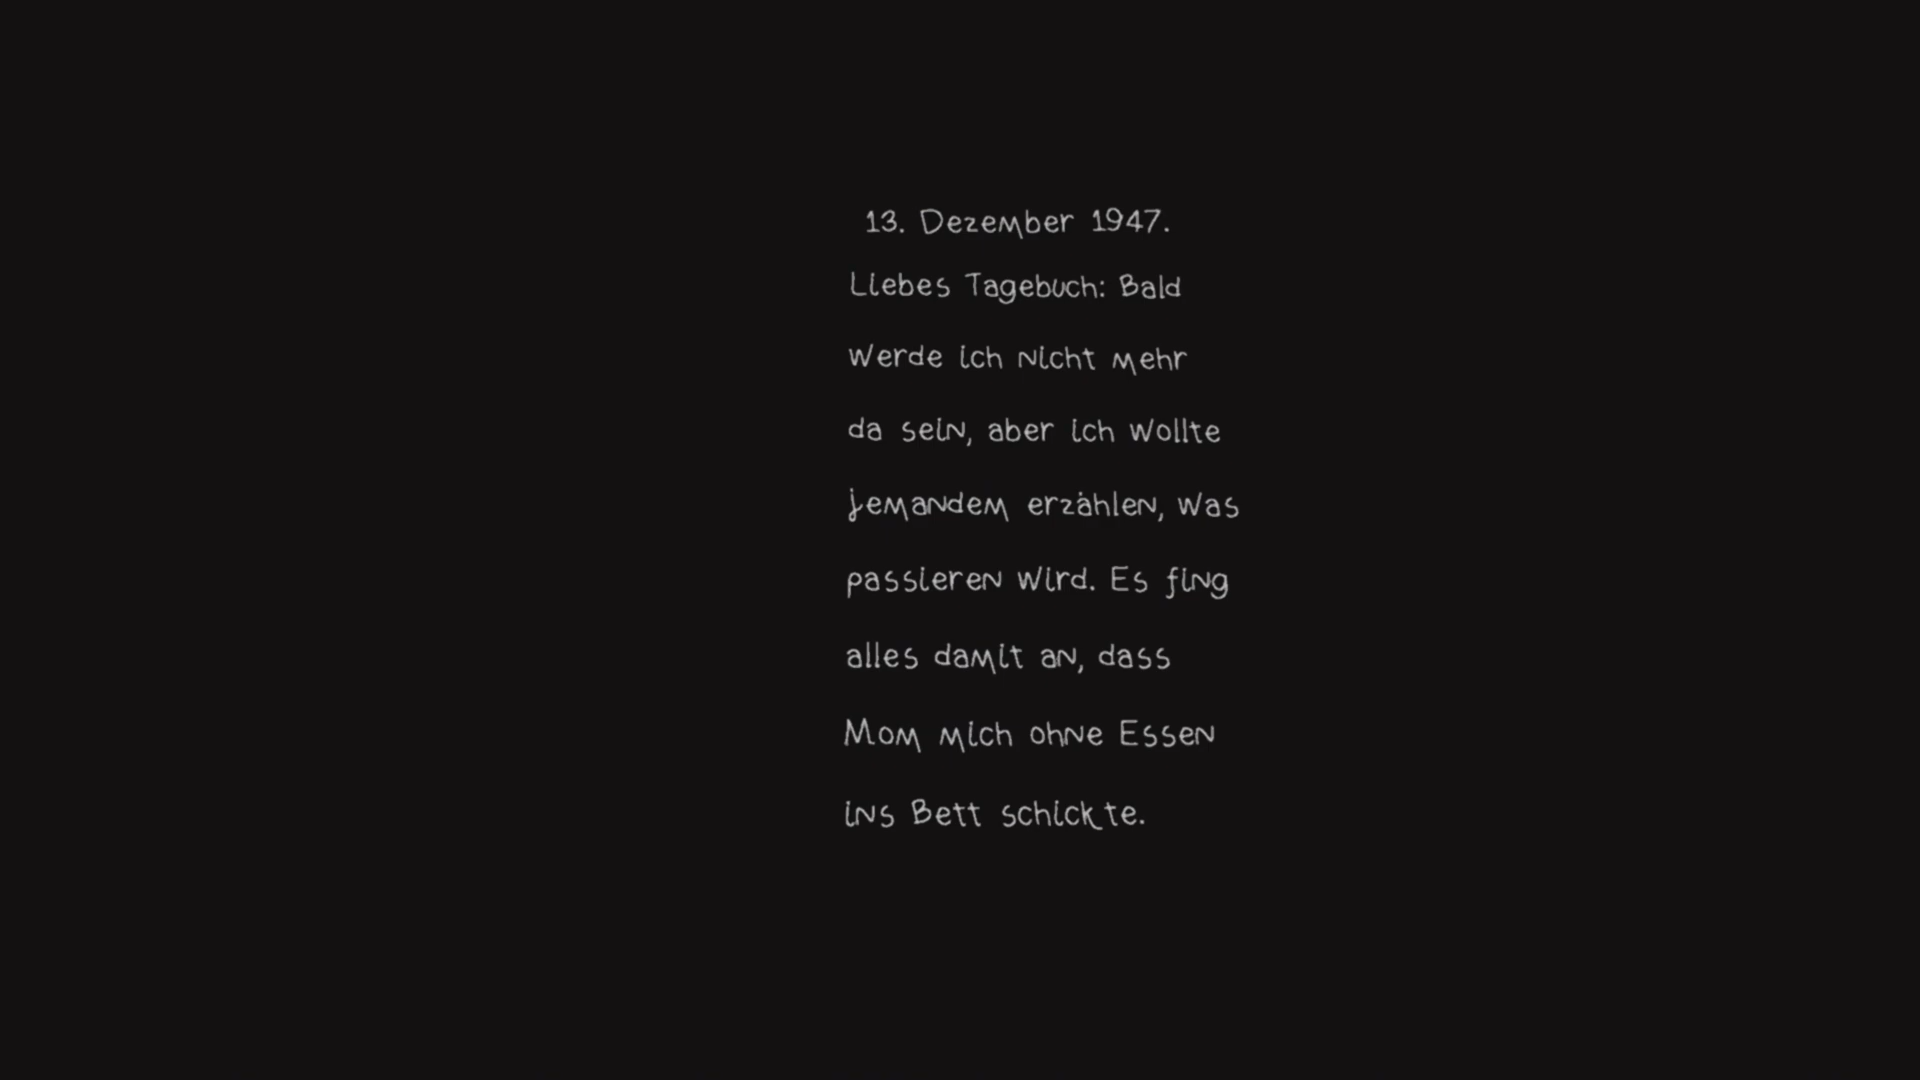 13. Dezember 1947.
Liebes Tagebuch: Bald
werde ich nicht mehr
da sein, aber ich wollte
jemandem erzählen, was
passieren wird. Es fing
alles damit an, dass
Mom mich ohne Essen
ins Bett schickte.